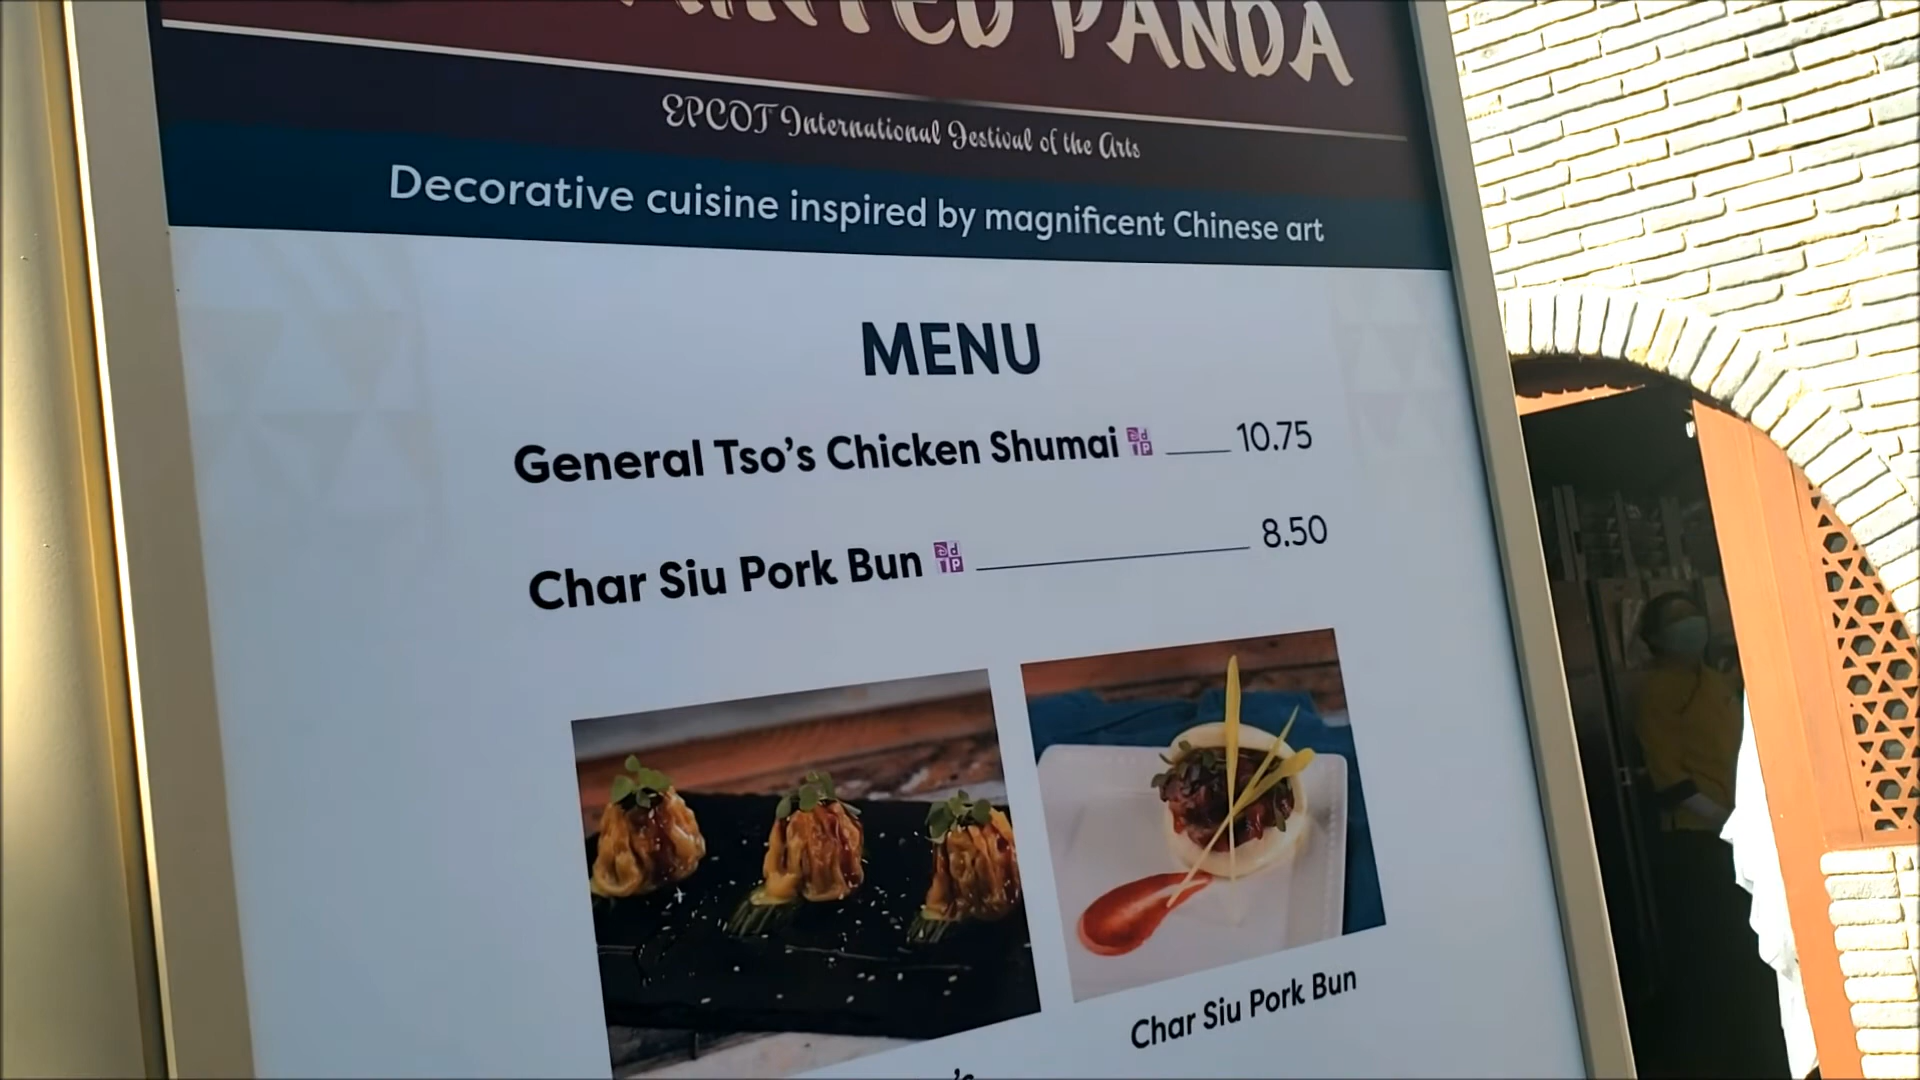 PANDA
EPCOT International Festival of the Arts
Decorative cuisine inspired by magnificent Chinese art
MENU
General Tso's Chicken Shumai 10.75
Char Siu Pork Bun 8.50
Char Siu Pork Bun